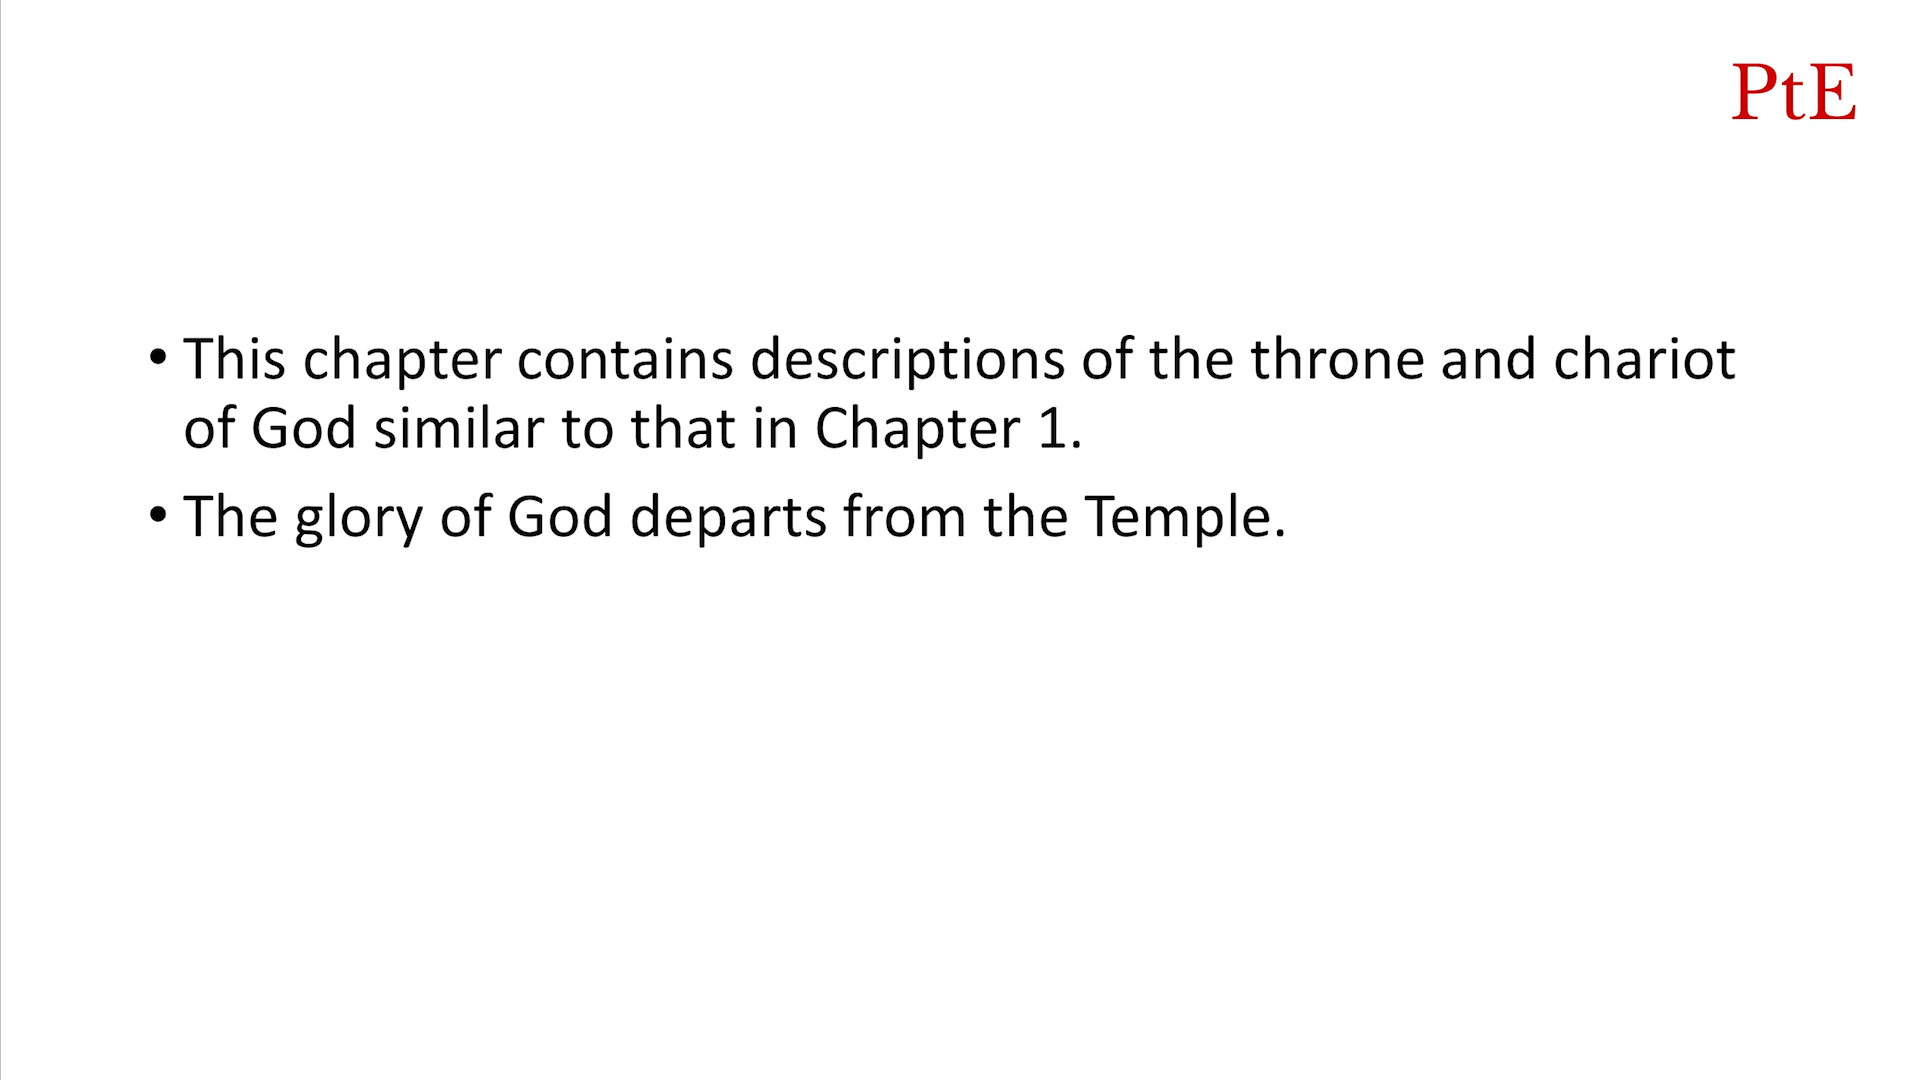 PtE
• This chapter contains descriptions of the throne and chariot
of God similar to that in Chapter 1.
• The glory of God departs from the Temple.